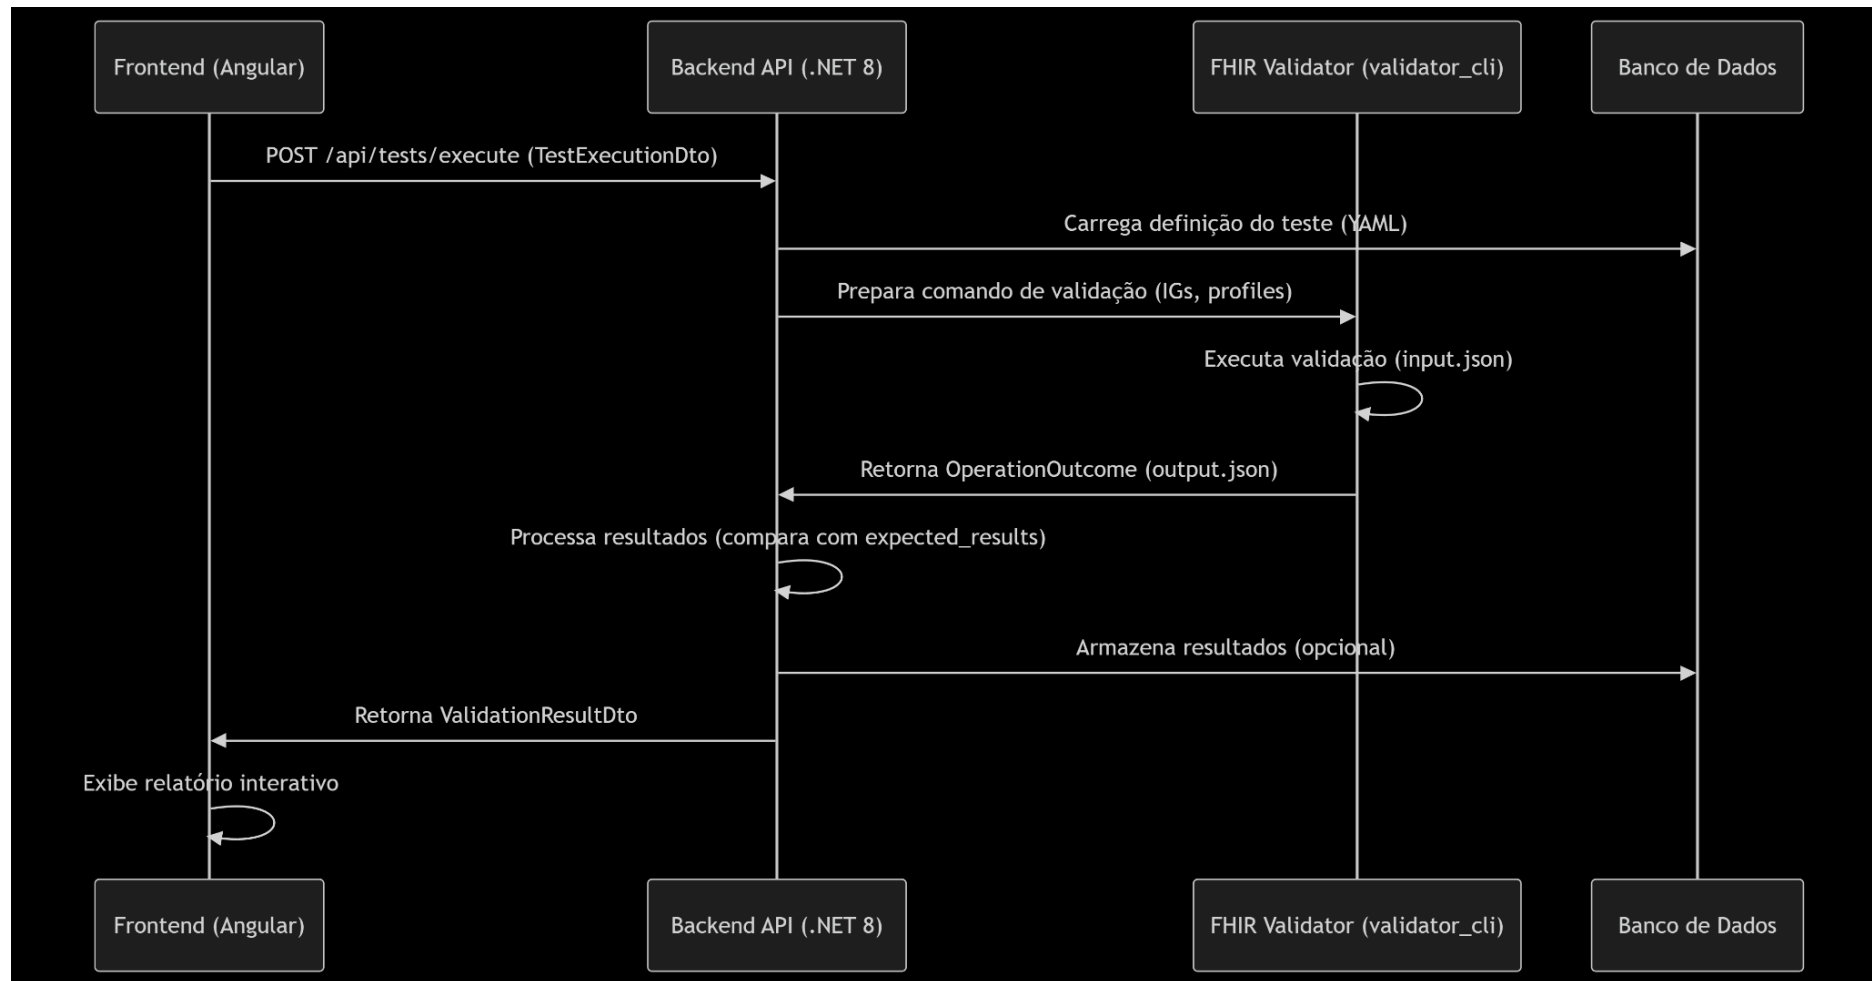 Frontend (Angular)
Backend API (.NET 8)
FHIR Validator (validator_cli)
Banco de Dados
POST /api/tests/execute (TestExecutionDto)
Carrega definição do teste (YAML)
Prepara comando de validação (IGs, profiles)
Executa validação (input.json)
Retorna OperationOutcome (output.json)
Processa resultados (compara com expected_results)
Armazena resultados (opcional)
Retorna ValidationResultDto
Exibe relatório interativo
Frontend (Angular)
Backend API (.NET 8)
FHIR Validator (validator_cli)
Banco de Dados